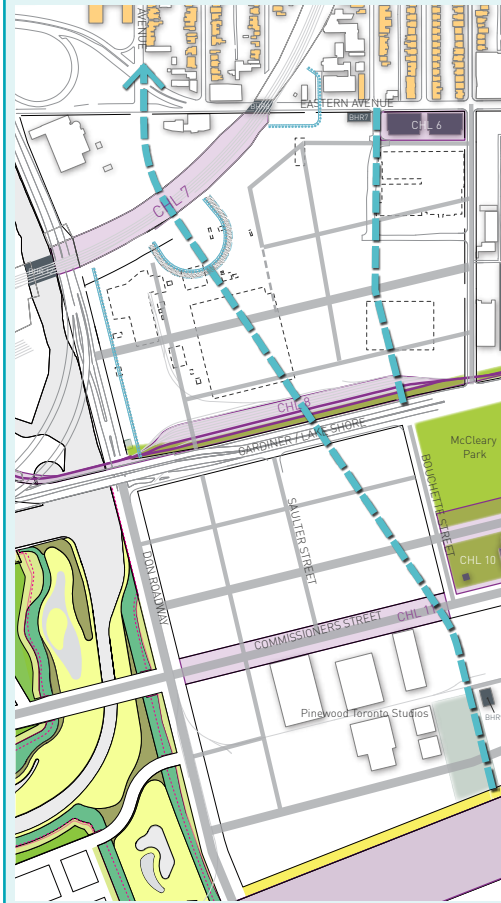 AVENUE
EASTERN AVENUE
BHR7
CHL 6
CHL 7
CHL 8
GARDINER / LAKE SHORE
McCleary
Park
BOUCHETTE STREET
SAULTER STREET
CHL 10
DON ROADWAY
COMMISSIONERS STREET
CHL 11
Pinewood Toronto Studios